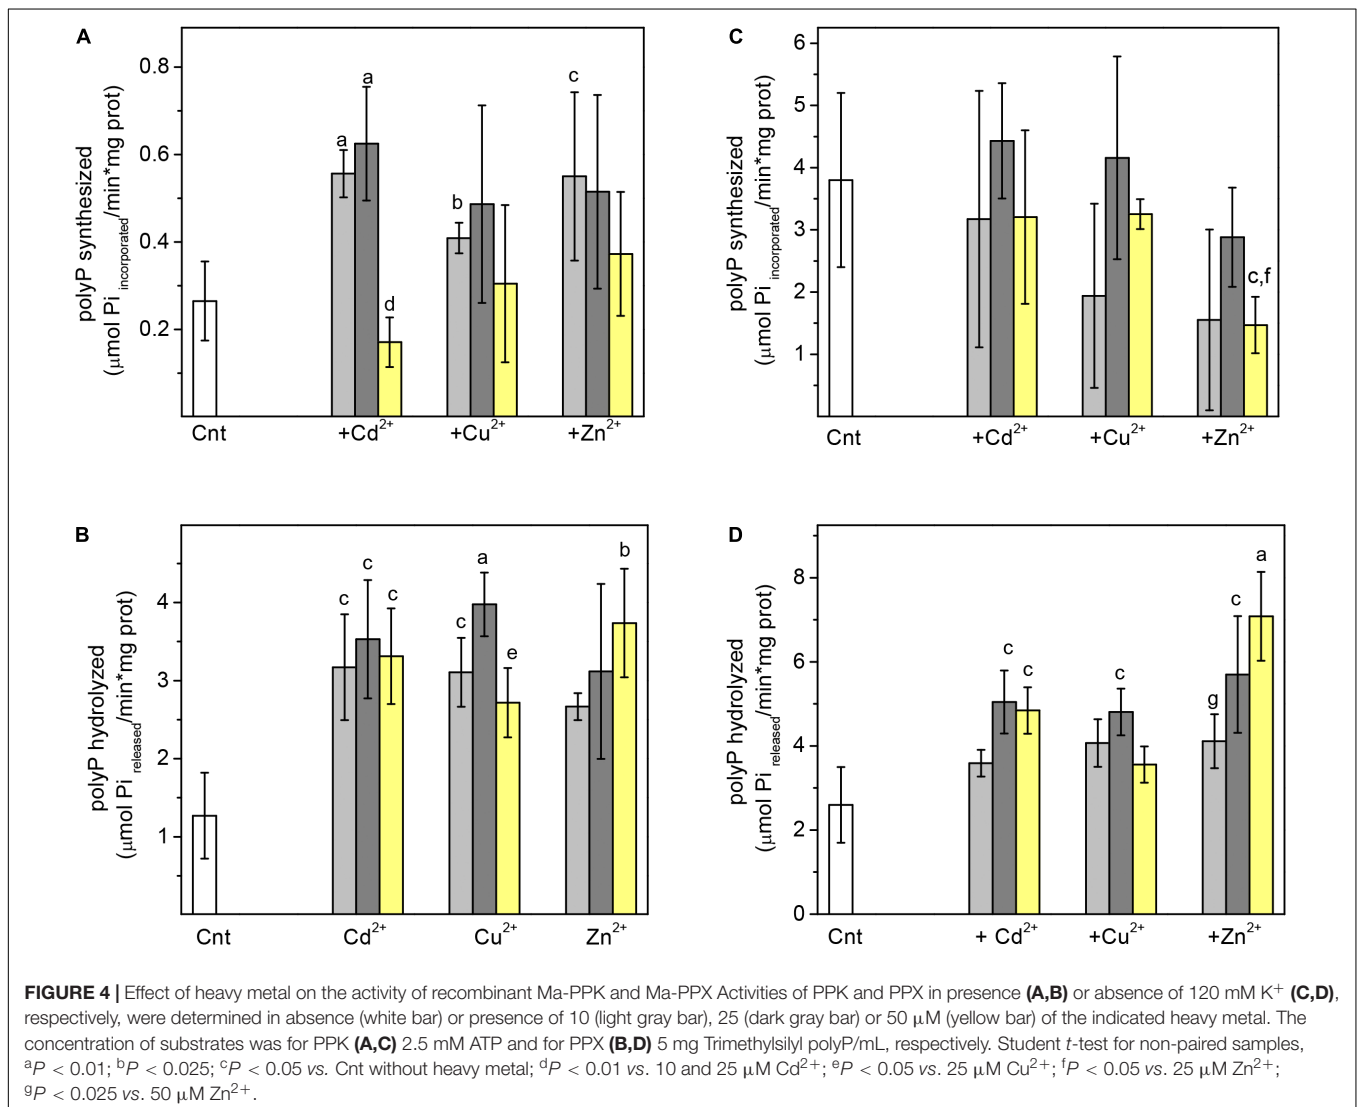 A
polyP synthesized
(μmol Pi incorporated/min*mg prot)
0.8
0.6
0.4
0.2
a
a
d
b
c
Cnt
+Cd2+
+Cu2+
+Zn2+
C
polyP synthesized
(μmol Pi incorporated/min*mg prot)
6
5
4
3
2
1
c,f
Cnt
+Cd2+
+Cu2+
+Zn2+
B
polyP hydrolyzed
(μmol Pi released/min*mg prot)
4
3
2
1
c
c
c
c
a
e
b
Cnt
Cd2+
Cu2+
Zn2+
D
polyP hydrolyzed
(μmol Pi released/min*mg prot)
8
6
4
2
0
c
c
c
g
c
a
Cnt
+ Cd2+
+Cu2+
+Zn2+
FIGURE 4 | Effect of heavy metal on the activity of recombinant Ma-PPK and Ma-PPX Activities of PPK and PPX in presence (A,B) or absence of 120 mM K+ (C,D),
respectively, were determined in absence (white bar) or presence of 10 (light gray bar), 25 (dark gray bar) or 50 μM (yellow bar) of the indicated heavy metal. The
concentration of substrates was for PPK (A,C) 2.5 mM ATP and for PPX (B,D) 5 mg Trimethylsilyl polyP/mL, respectively. Student t-test for non-paired samples,
aP < 0.01; bP < 0.025; cP < 0.05 vs. Cnt without heavy metal; dP < 0.01 vs. 10 and 25 μM Cd2+; eP < 0.05 vs. 25 μM Cu2+; fP < 0.05 vs. 25 μM Zn2+;
gP < 0.025 vs. 50 μM Zn2+.